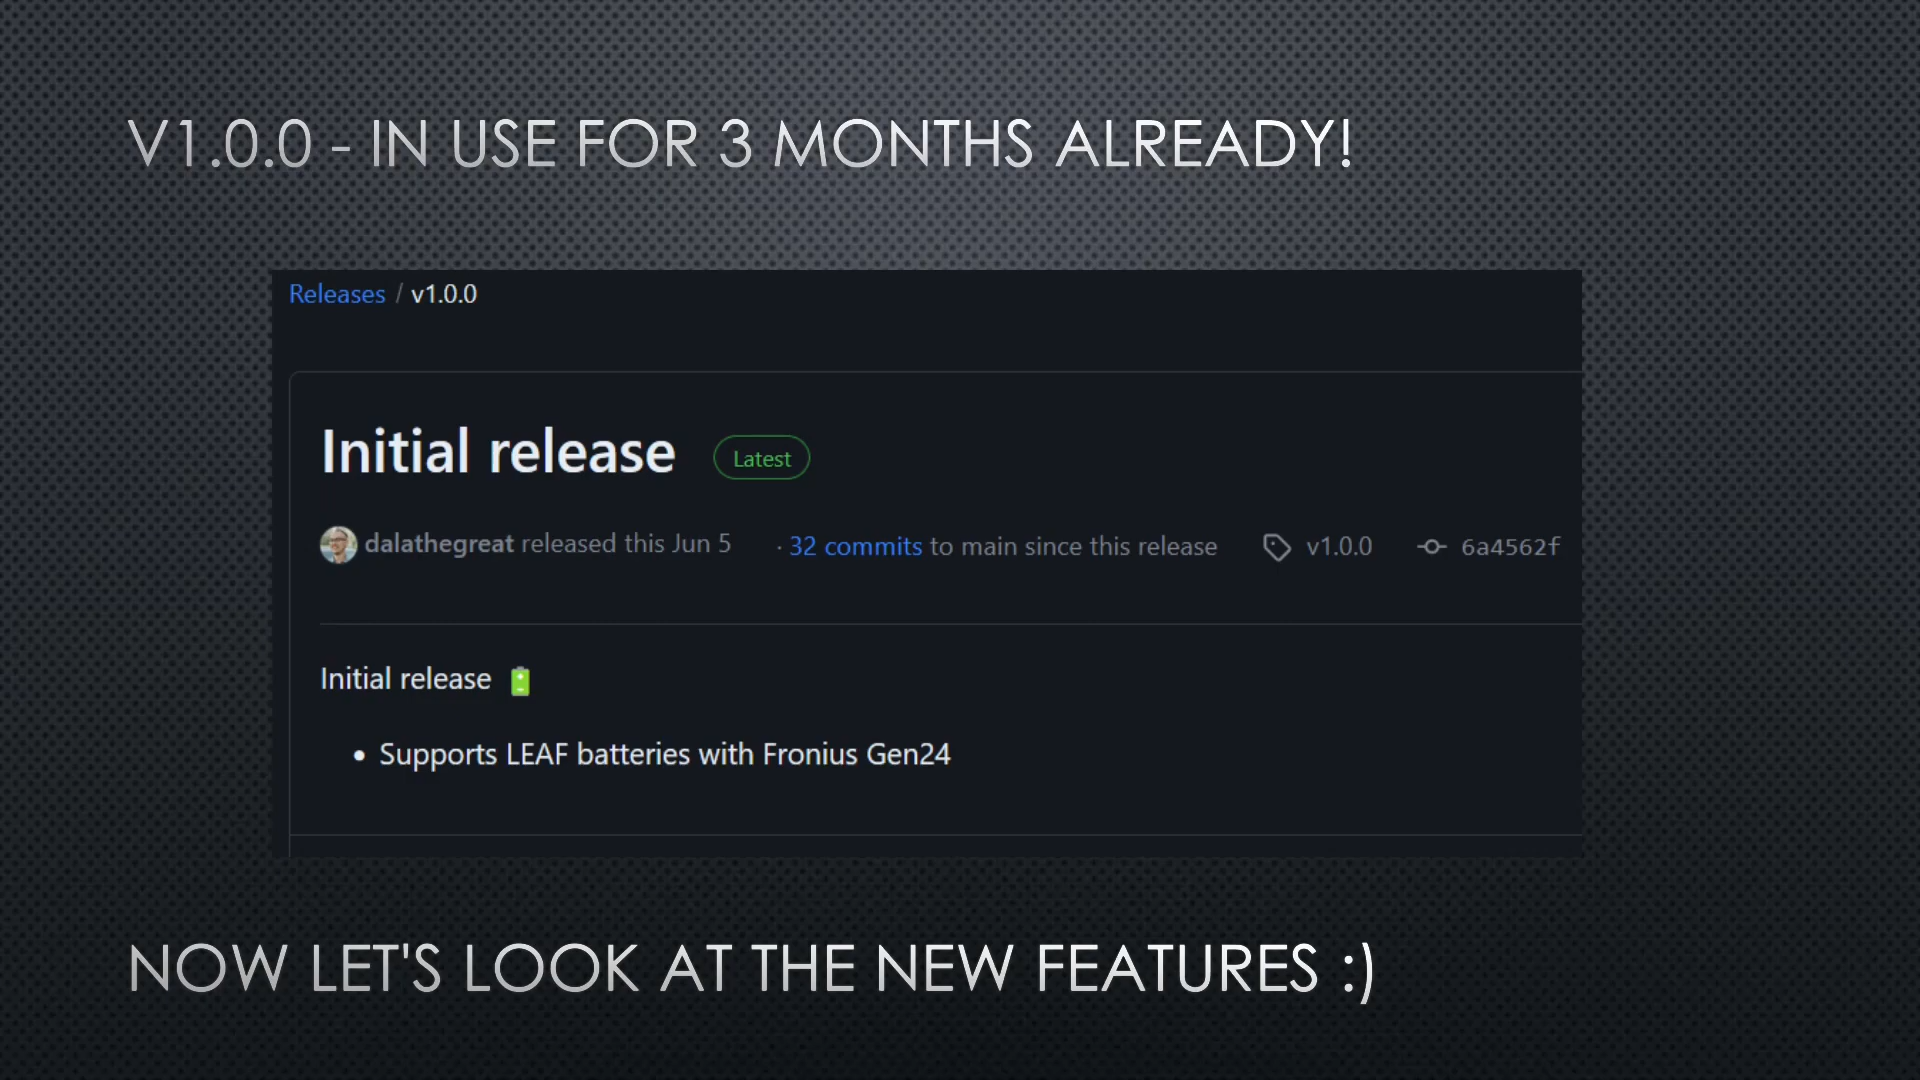 V1.0.0 - IN USE FOR 3 MONTHS ALREADY!
Releases / v1.0.0
Initial release Latest
dalathegreat released this Jun 5 · 32 commits to main since this release v1.0.0 6a4562f
Initial release 🔋
• Supports LEAF batteries with Fronius Gen24
NOW LET'S LOOK AT THE NEW FEATURES :)